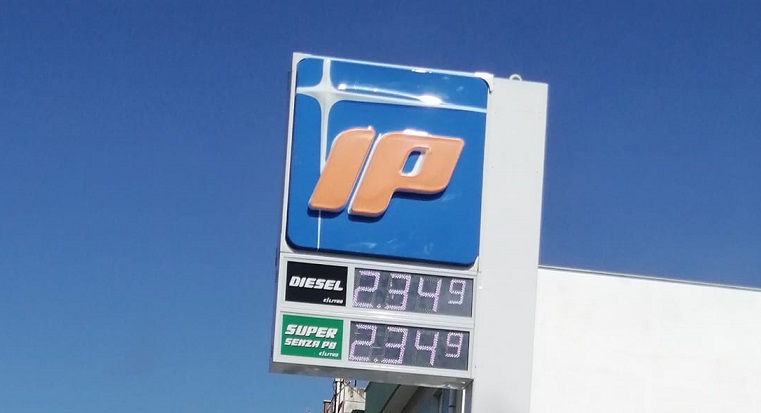 IP
DIESEL 2.349
€/LITRO
SUPER 2.349
SENZA PB
€/LITRO